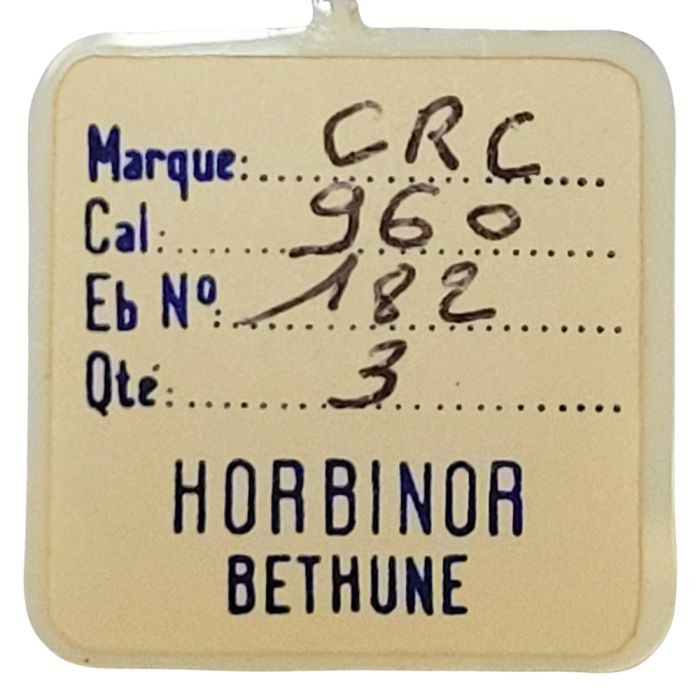 Marque: CRC
Cal: 960
Eb Nº: 182
Qté: 3
HORBINOR
BETHUNE